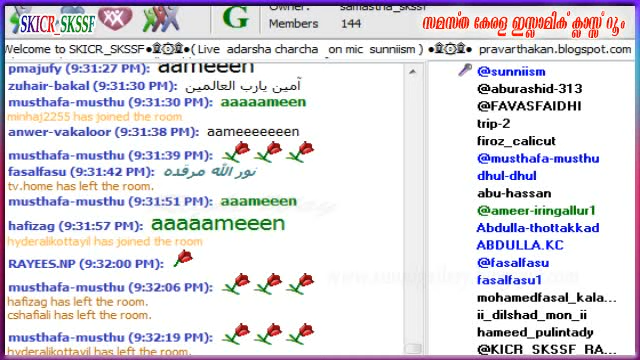 SKICR_SKSSF
Owner: samastha_skssf
Members 144
സമസ്ത കേരള ഇസ്ലാമിക് ക്ലാസ്സ് റൂം
Welcome to SKICR_SKSSF ( Live adarsha charcha on mic sunniism ) pravarthakan.blogspot.com
pmajufy (9:31:27 PM): aameeen
zuhair-bakal (9:31:30 PM): آمين يارب العالمين
musthafa-musthu (9:31:30 PM): aaaaameen
minhaj2255 has joined the room
anwer-vakaloor (9:31:38 PM): aameeeeeeen
musthafa-musthu (9:31:39 PM):
fasalfasu (9:31:42 PM): نور الله مرقده
tv.home has left the room.
musthafa-musthu (9:31:51 PM): aaameeen
hafizag (9:31:57 PM): aaaaameeen
hyderalikottayil has joined the room
RAYEES.NP (9:32:00 PM):
musthafa-musthu (9:32:06 PM):
hafizag has left the room.
cshafiali has left the room.
musthafa-musthu (9:32:19 PM):
hyderalikottayil has left the room.
@sunniism
@aburashid-313
@FAVASFAIDHI
trip-2
firoz_calicut
@musthafa-musthu
dhul-dhul
abu-hassan
@ameer-iringallur1
Abdulla-thottakkad
ABDULLA.KC
@fasalfasu
fasalfasu1
mohamedfasal_kala...
ii_dilshad_mon_ii
hameed_pulintady
@KICR_SKSSF_RA...